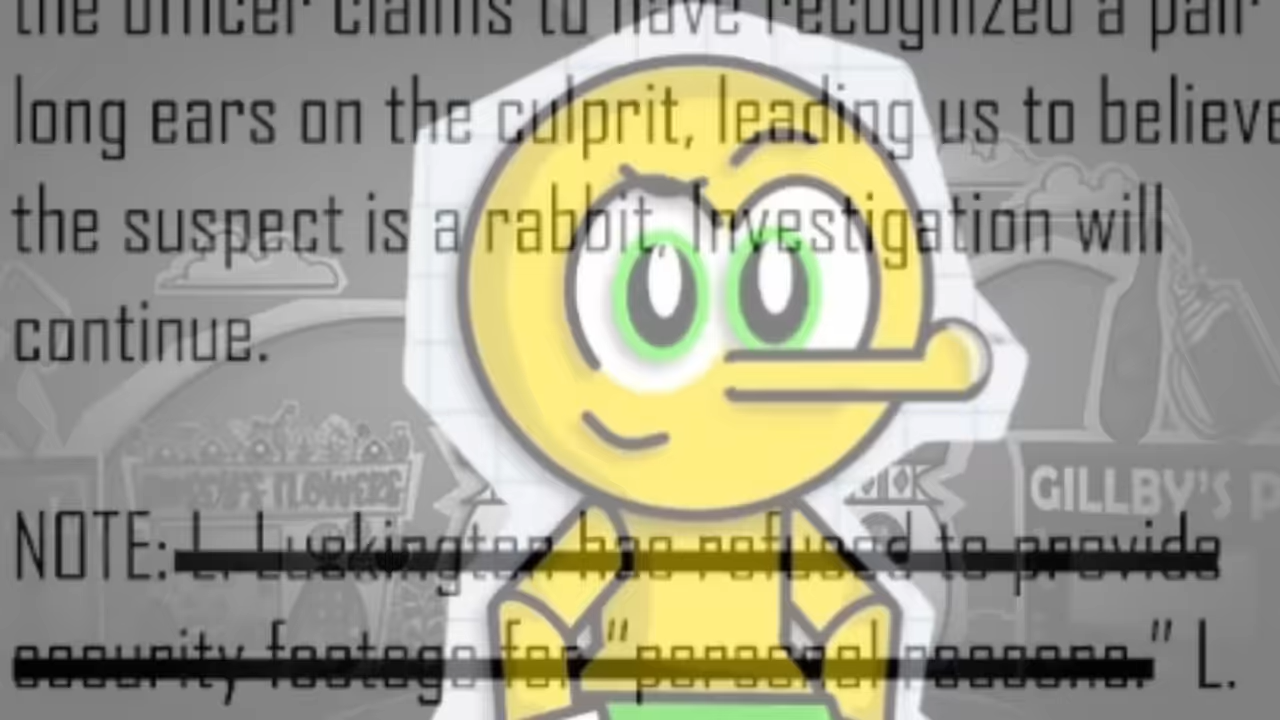 the officer claims to have recognized a pair
long ears on the culprit, leading us to believe
the suspect is a rabbit. Investigation will
continue.
FLOWERS
GILLBY'S P
NOTE: L. Luckington has refused to provide
security footage for "personal reasons." L.